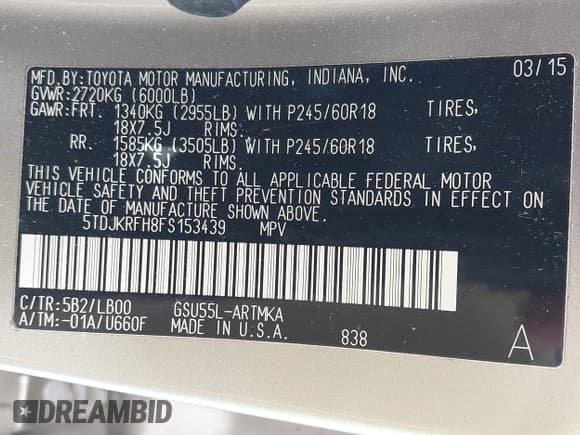 MFD.BY:TOYOTA MOTOR MANUFACTURING, INDIANA, INC. 03/15
GVWR:2720KG (6000LB)
GAWR:FRT. 1340KG (2955LB) WITH P245/60R18 TIRES,
18X7.5J RIMS.
RR. 1585KG (3505LB) WITH P245/60R18 TIRES,
18X7.5J RIMS.
THIS VEHICLE CONFORMS TO ALL APPLICABLE FEDERAL MOTOR
VEHICLE SAFETY AND THEFT PREVENTION STANDARDS IN EFFECT ON
THE DATE OF MANUFACTURE SHOWN ABOVE.
5TDJKRFH8FS153439 MPV
C/TR:5B2/LB00 GSU55L-ARTMKA
A/TM:-01A/U660F MADE IN U.S.A. 838 A
DREAMBID